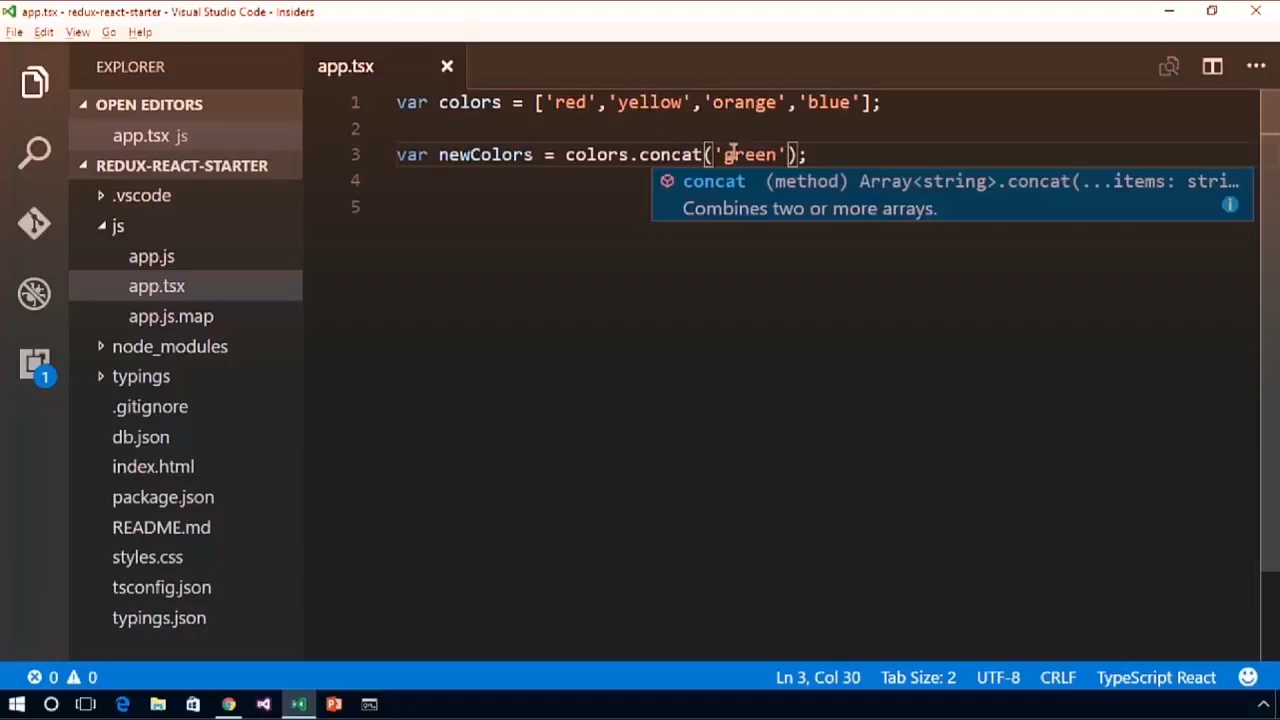 app.tsx - redux-react-starter - Visual Studio Code - Insiders
File Edit View Go Help
EXPLORER
app.tsx
OPEN EDITORS
app.tsx js
REDUX-REACT-STARTER
.vscode
js
app.js
app.tsx
app.js.map
node_modules
typings
.gitignore
db.json
index.html
package.json
README.md
styles.css
tsconfig.json
typings.json
1 var colors = ['red','yellow','orange','blue'];
2
3 var newColors = colors.concat('green');
4
5
concat (method) Array<string>.concat(...items: stri…
Combines two or more arrays.
1
0 0
Ln 3, Col 30 Tab Size: 2 UTF-8 CRLF TypeScript React